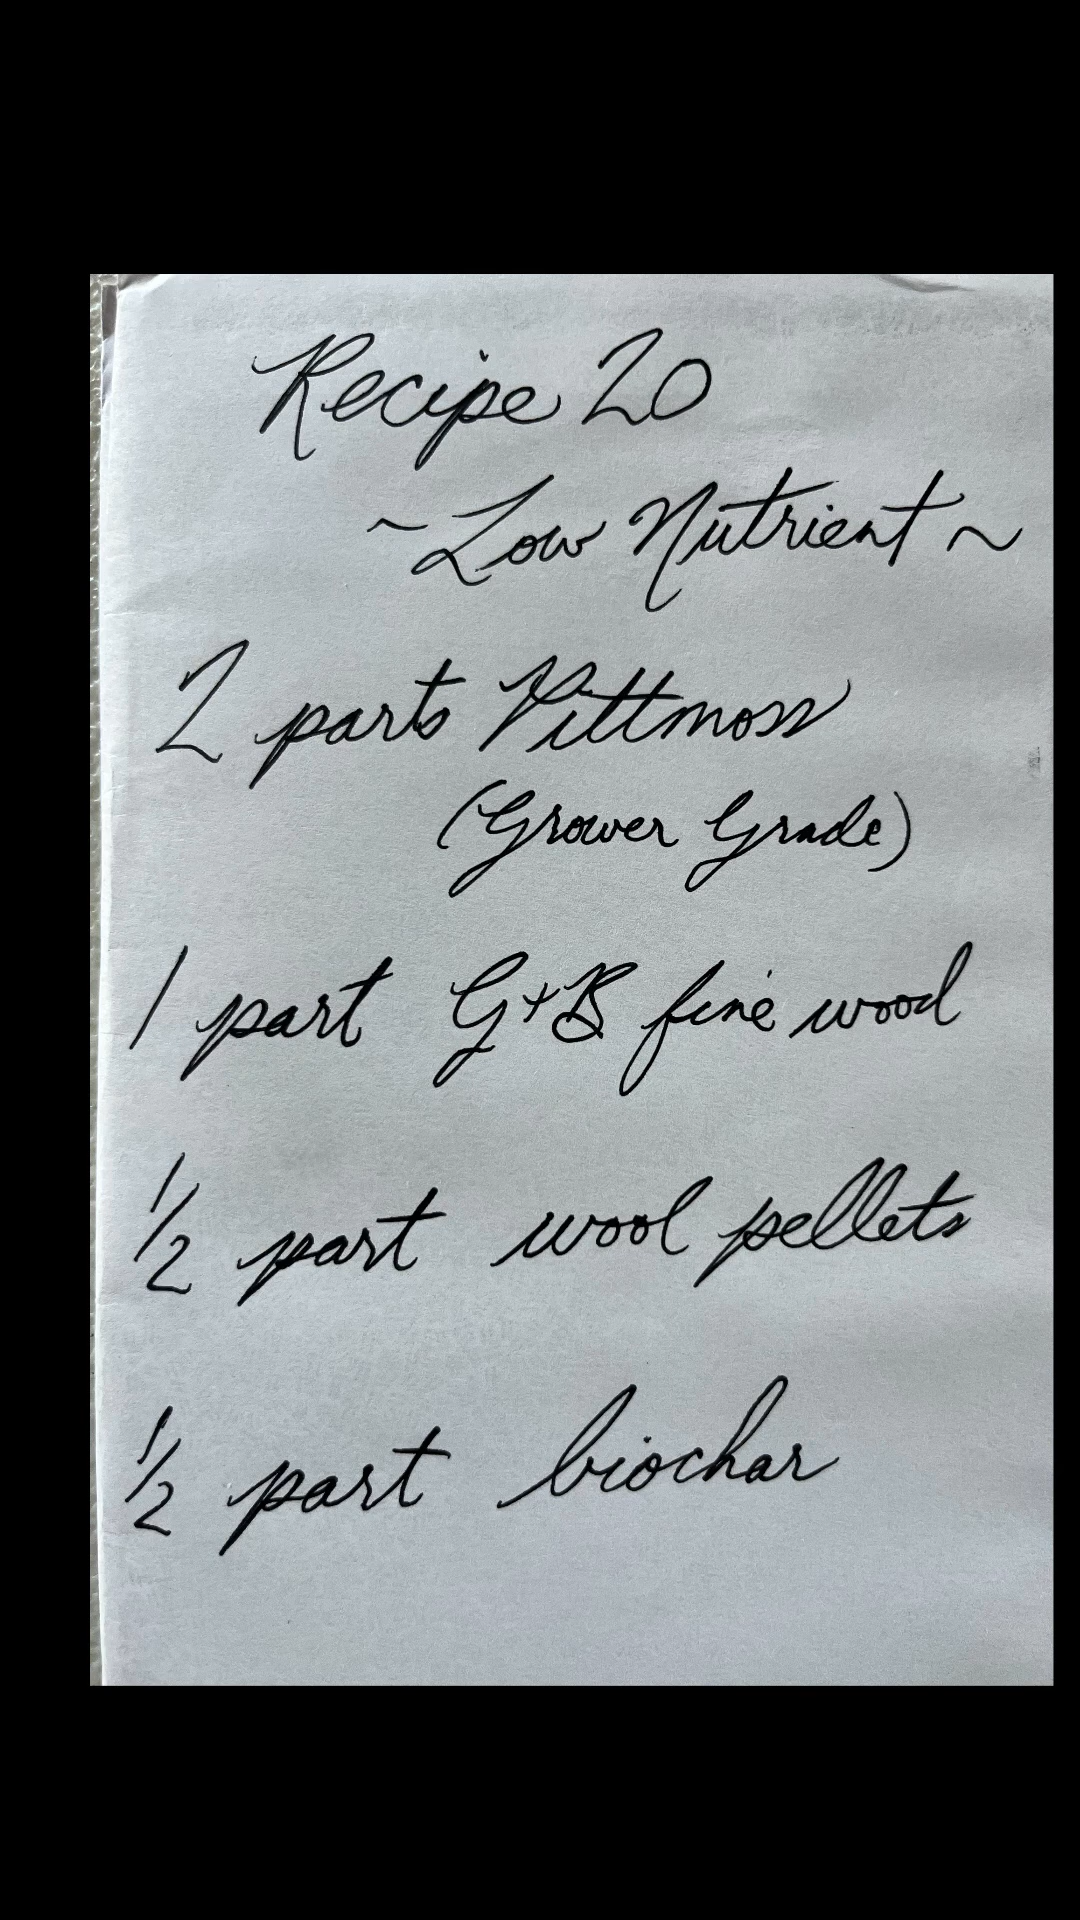 Recipe 20
~Low Nutrient~
2 parts Pittmoss
(Grower Grade)
1 part G+B fine wood
1/2 part wool pellets
1/2 part biochar